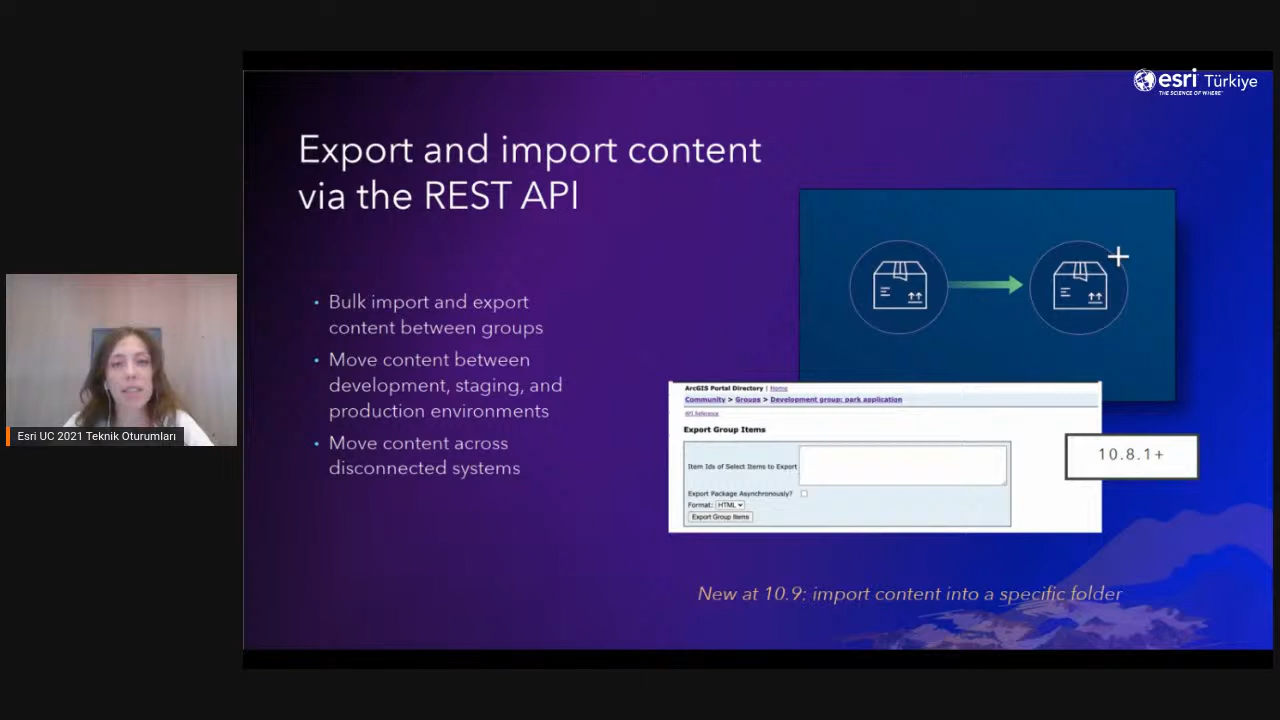 esri Türkiye
THE SCIENCE OF WHERE™
Export and import content
via the REST API
• Bulk import and export
content between groups
• Move content between
development, staging, and
production environments
• Move content across
disconnected systems
ArcGIS Portal Directory | Home
Community > Groups > Development group: park application
API Reference
Export Group Items
Item Ids of Select Items to Export
Export Package Asynchronously?
Format: HTML
Export Group Items
10.8.1+
New at 10.9: import content into a specific folder
Esri UC 2021 Teknik Oturumları